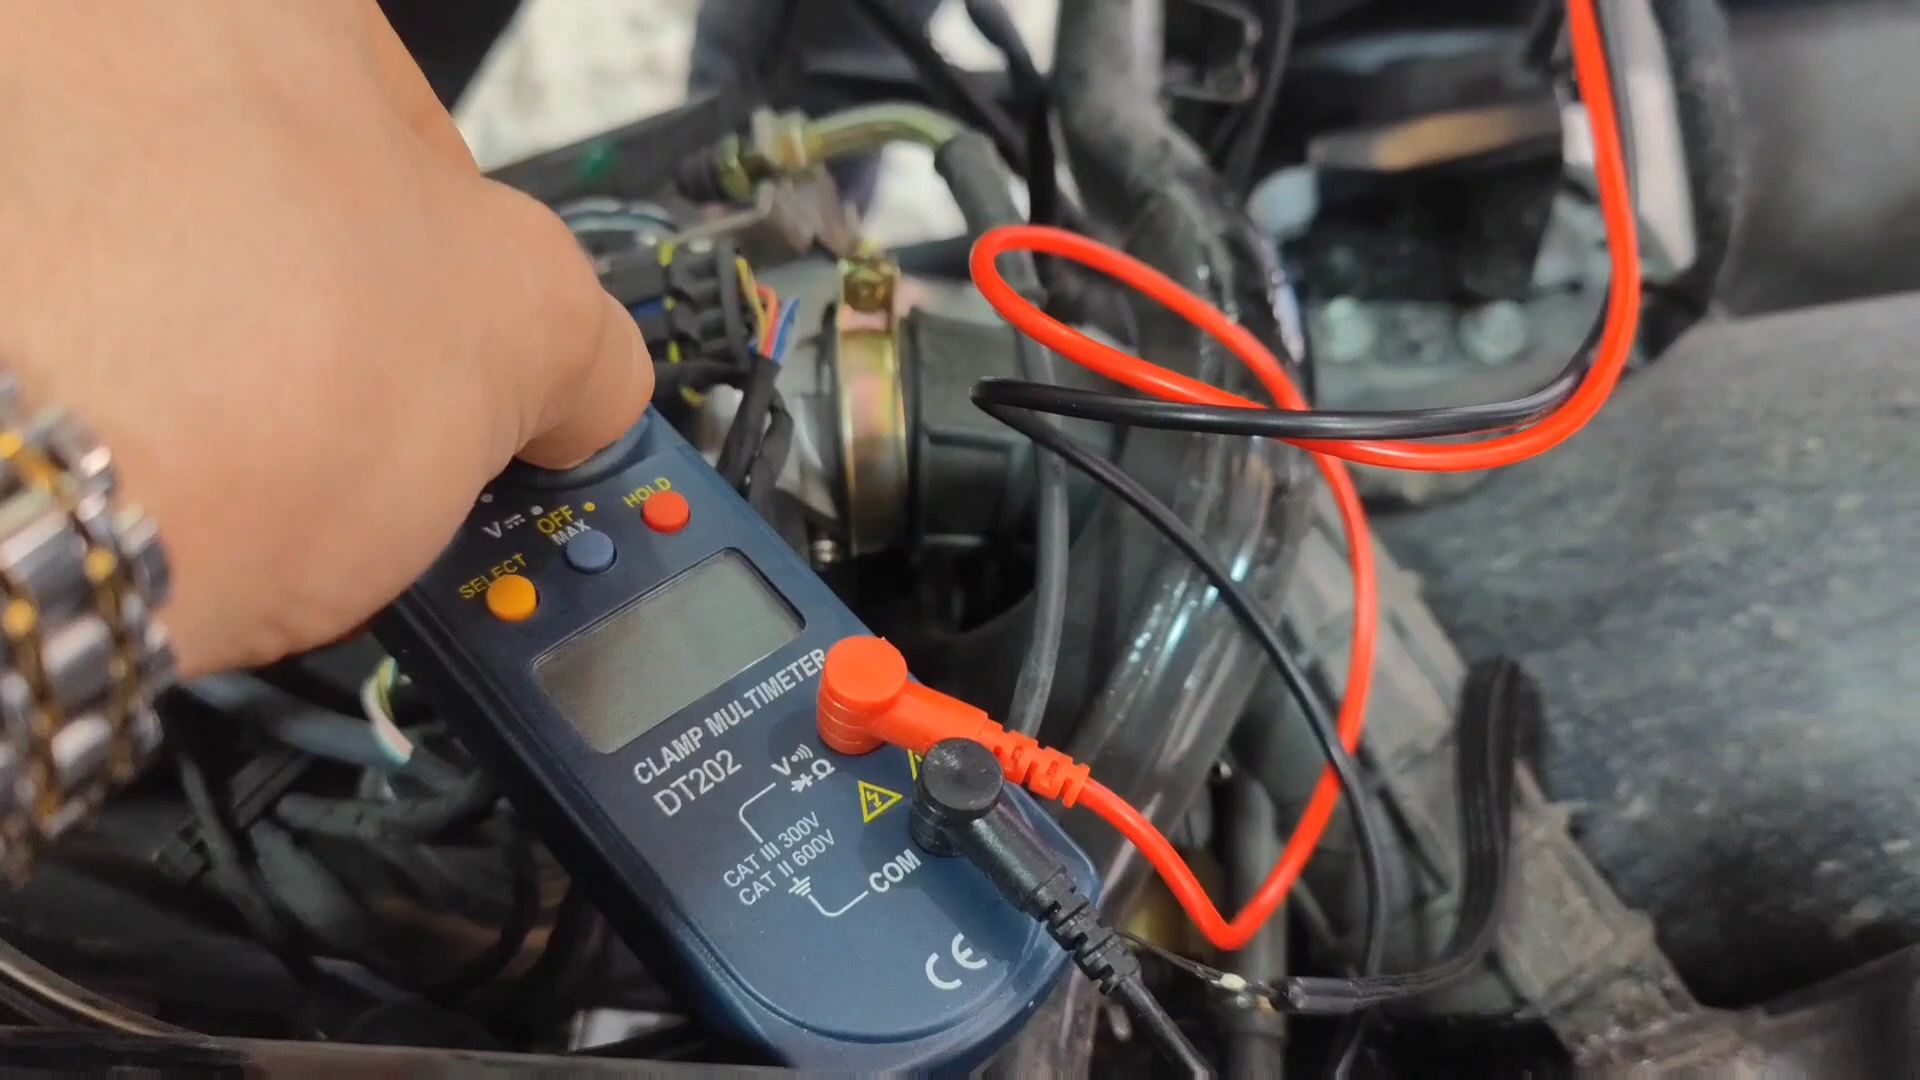 V⎓
OFF
MAX
HOLD
SELECT
CLAMP MULTIMETER
DT202
V
Ω
CAT III 300V
CAT II 600V
COM
CE